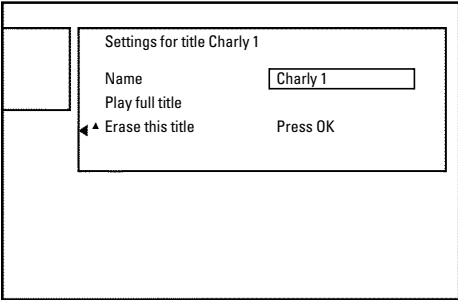 Settings for title Charly 1
Name Charly 1
Play full title
Erase this title Press OK